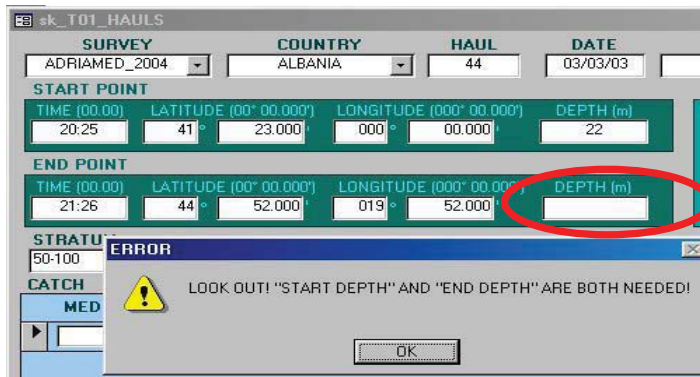 sk_T01_HAULS
SURVEY COUNTRY HAUL DATE
ADRIAMED_2004 ALBANIA 44 03/03/03
START POINT
TIME (00.00) LATITUDE (00° 00.000') LONGITUDE (000° 00.000') DEPTH (m)
20:25 41 ° 23.000 ' 000 ° 00.000 ' 22
END POINT
TIME (00.00) LATITUDE (00° 00.000') LONGITUDE (000° 00.000') DEPTH (m)
21:26 44 ° 52.000 ' 019 ° 52.000 '
STRATU
50-100
ERROR
LOOK OUT! "START DEPTH" AND "END DEPTH" ARE BOTH NEEDED!
OK
CATCH
MED